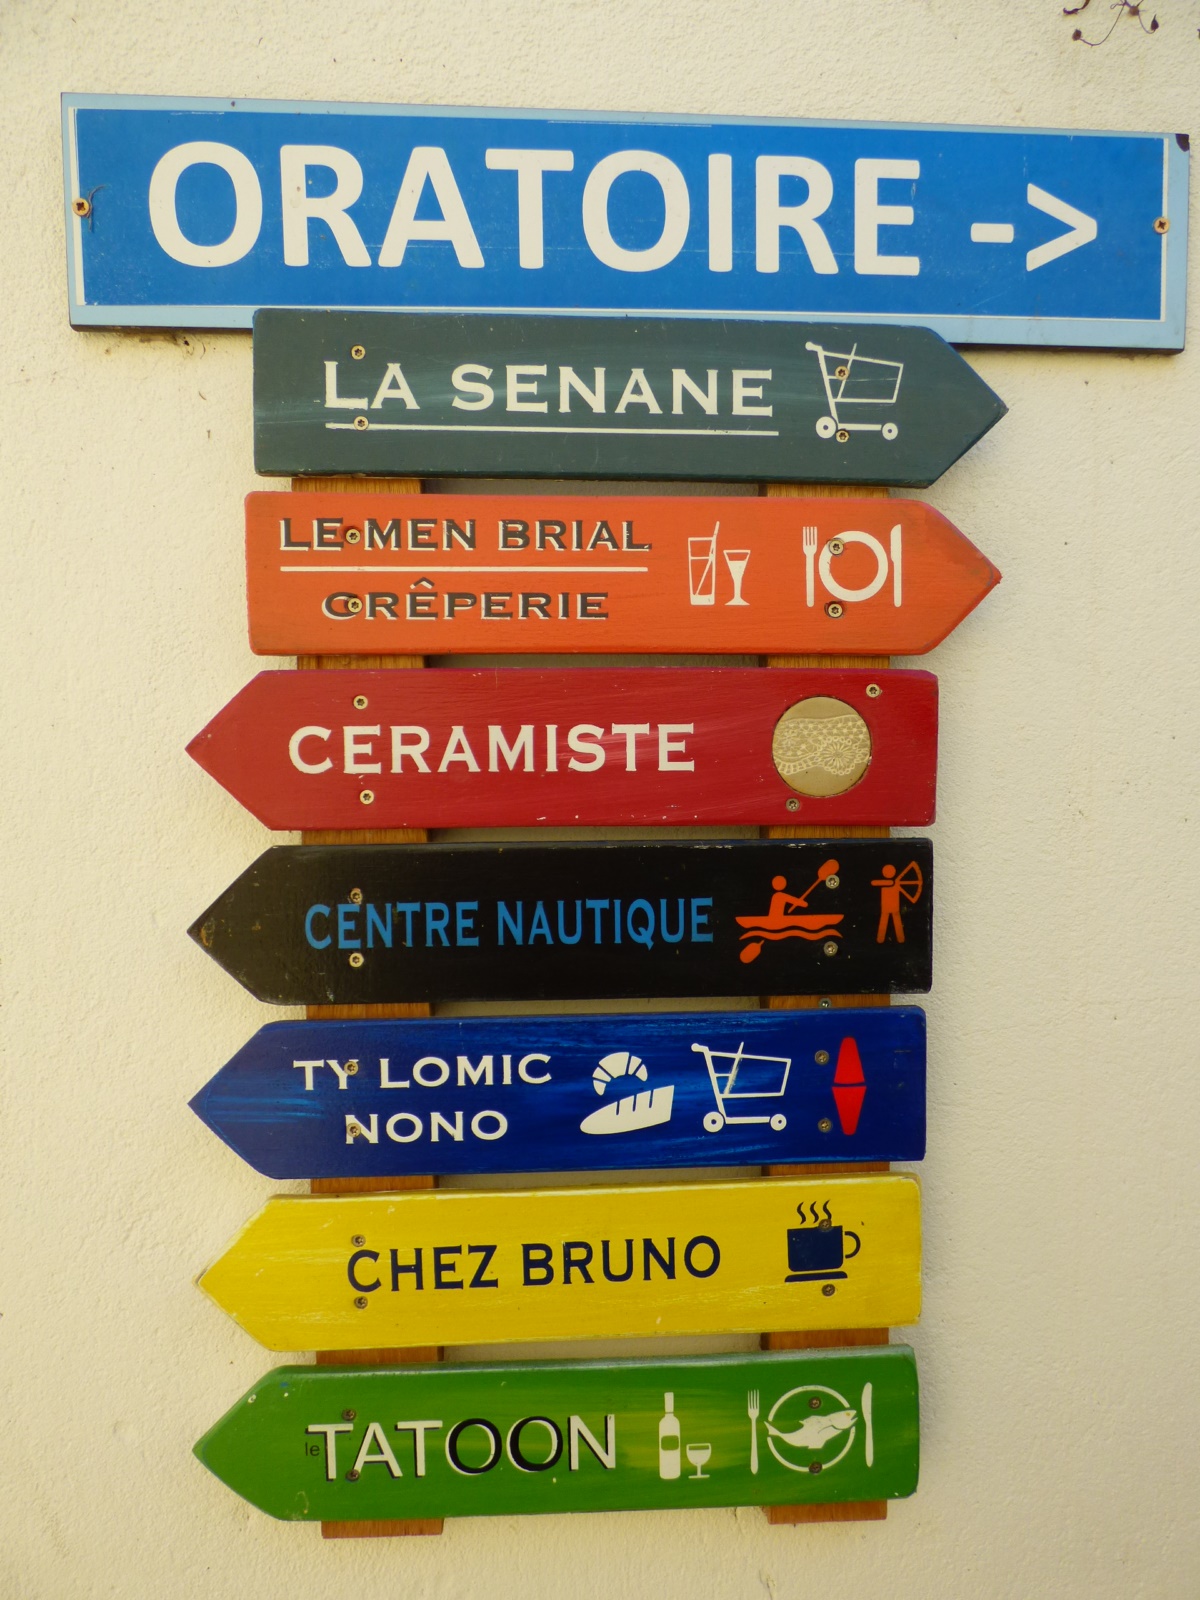 ORATOIRE ->
LA SENANE
LE MEN BRIAL
CRÊPERIE
CERAMISTE
CENTRE NAUTIQUE
TY LOMIC
NONO
CHEZ BRUNO
le TATOON